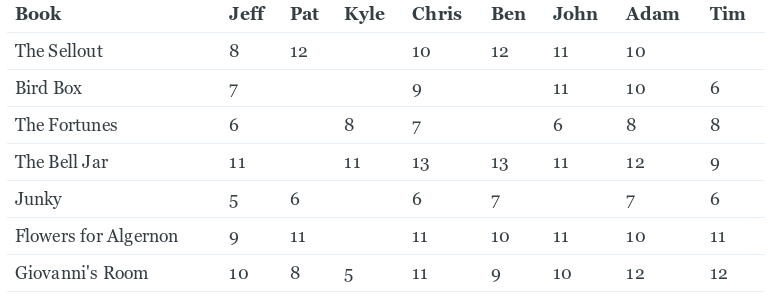 Book Jeff Pat Kyle Chris Ben John Adam Tim
The Sellout 8 12 10 12 11 10
Bird Box 7 9 11 10 6
The Fortunes 6 8 7 6 8 8
The Bell Jar 11 11 13 13 11 12 9
Junky 5 6 6 7 7 6
Flowers for Algernon 9 11 11 10 11 10 11
Giovanni's Room 10 8 5 11 9 10 12 12